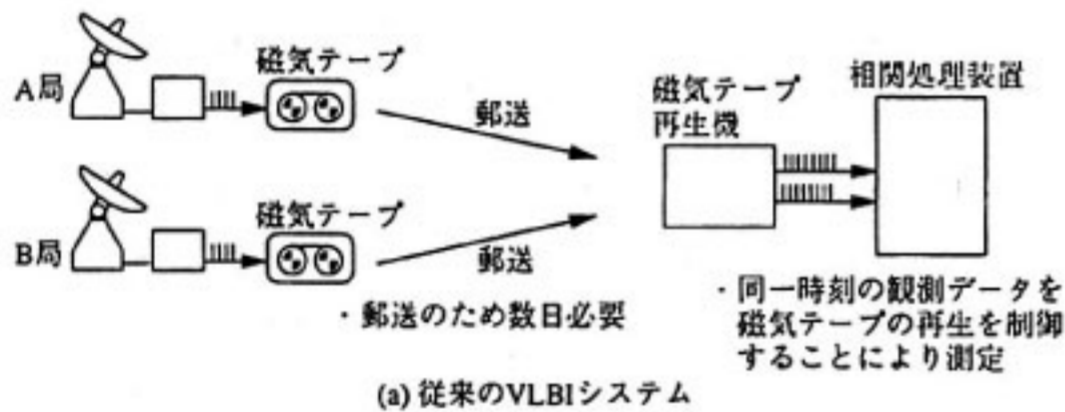 A局
磁気テープ
郵送
B局
磁気テープ
郵送
・郵送のため数日必要
磁気テープ
再生機
相関処理装置
・同一時刻の観測データを
磁気テープの再生を制御
することにより測定
(a) 従来のVLBIシステム